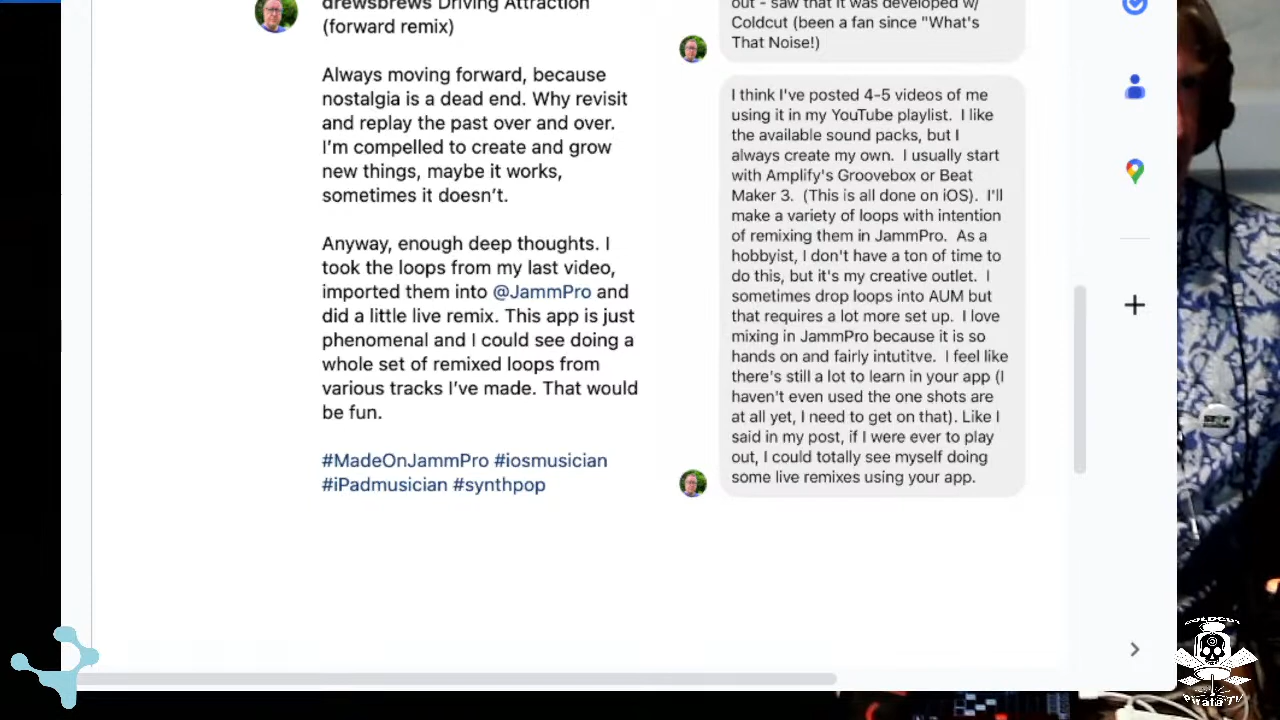 drewsbrews Driving Attraction
(forward remix)
Always moving forward, because
nostalgia is a dead end. Why revisit
and replay the past over and over.
I'm compelled to create and grow
new things, maybe it works,
sometimes it doesn't.
Anyway, enough deep thoughts. I
took the loops from my last video,
imported them into @JammPro and
did a little live remix. This app is just
phenomenal and I could see doing a
whole set of remixed loops from
various tracks I've made. That would
be fun.
#MadeOnJammPro #iosmusician
#iPadmusician #synthpop
out - saw that it was developed w/
Coldcut (been a fan since "What's
That Noise!)
I think I've posted 4-5 videos of me
using it in my YouTube playlist. I like
the available sound packs, but I
always create my own. I usually start
with Amplify's Groovebox or Beat
Maker 3. (This is all done on iOS). I'll
make a variety of loops with intention
of remixing them in JammPro. As a
hobbyist, I don't have a ton of time to
do this, but it's my creative outlet. I
sometimes drop loops into AUM but
that requires a lot more set up. I love
mixing in JammPro because it is so
hands on and fairly intutitve. I feel like
there's still a lot to learn in your app (I
haven't even used the one shots are
at all yet, I need to get on that). Like I
said in my post, if I were ever to play
out, I could totally see myself doing
some live remixes using your app.
COLDCUT
Pirate TV